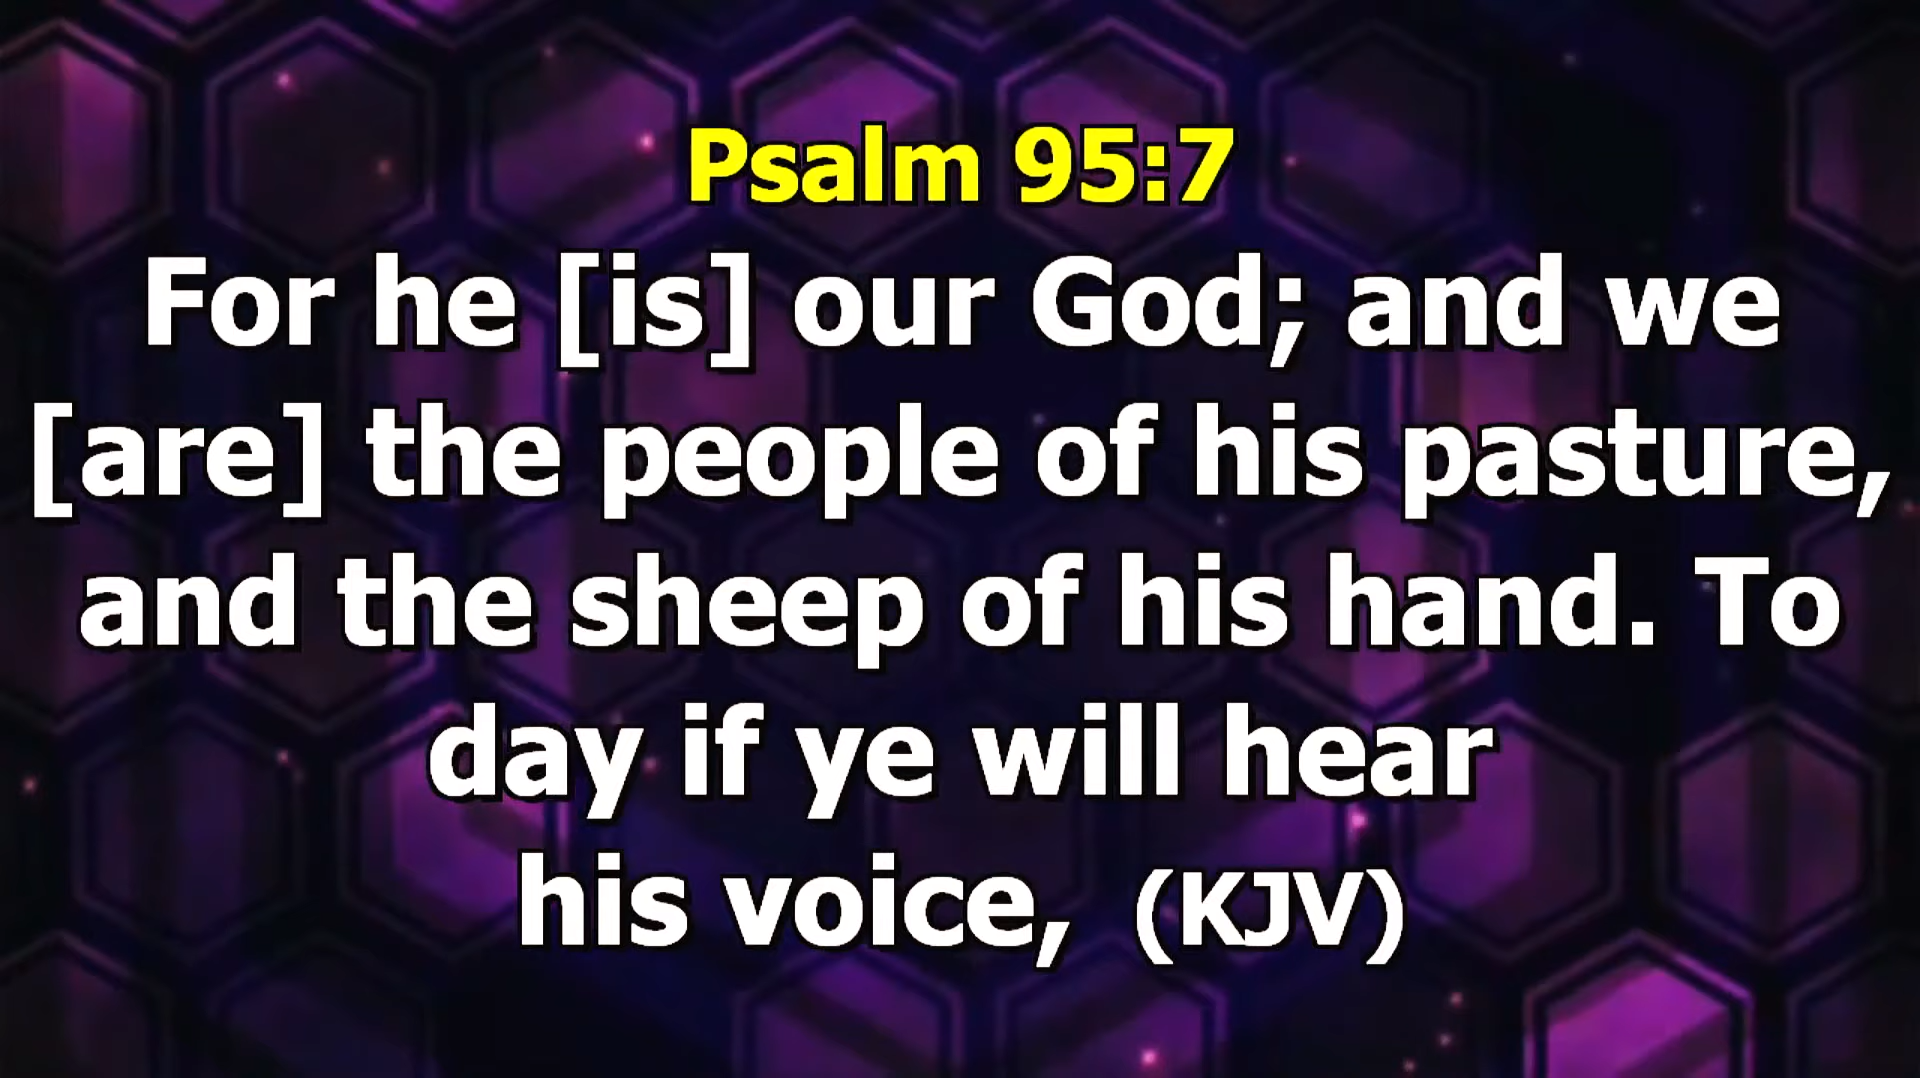 Psalm 95:7
For he [is] our God; and we
[are] the people of his pasture,
and the sheep of his hand. To
day if ye will hear
his voice, (KJV)